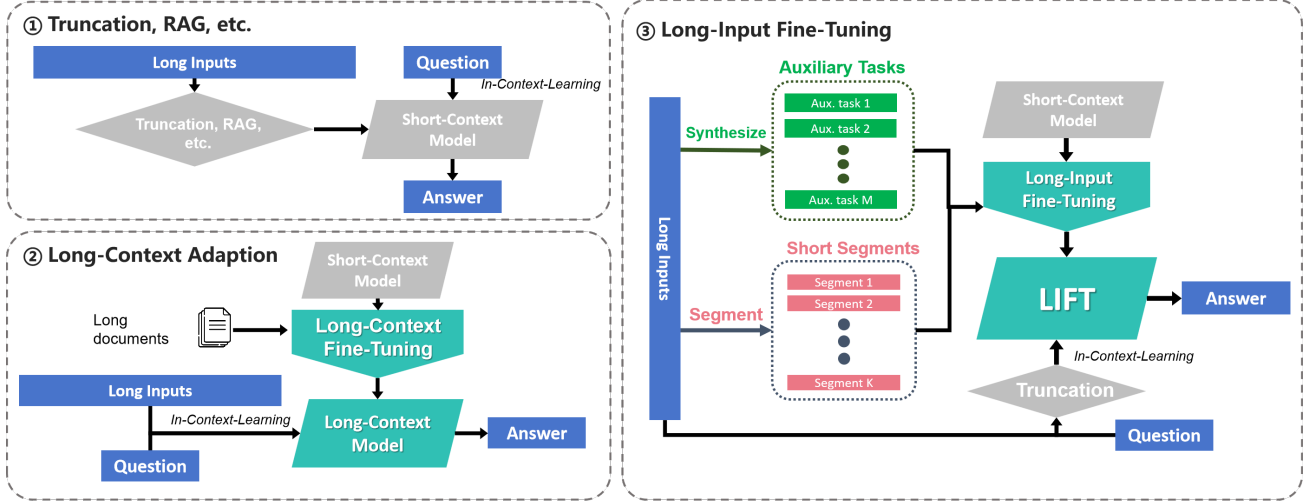 ① Truncation, RAG, etc.
Long Inputs
Question
In-Context-Learning
Truncation, RAG,
etc.
Short-Context
Model
Answer
② Long-Context Adaption
Short-Context
Model
Long
documents
Long-Context
Fine-Tuning
Long Inputs
In-Context-Learning
Long-Context
Model
Answer
Question
③ Long-Input Fine-Tuning
Auxiliary Tasks
Aux. task 1
Aux. task 2
Aux. task M
Synthesize
Long Inputs
Short Segments
Segment 1
Segment 2
Segment K
Segment
Short-Context
Model
Long-Input
Fine-Tuning
LIFT
Answer
In-Context-Learning
Truncation
Question